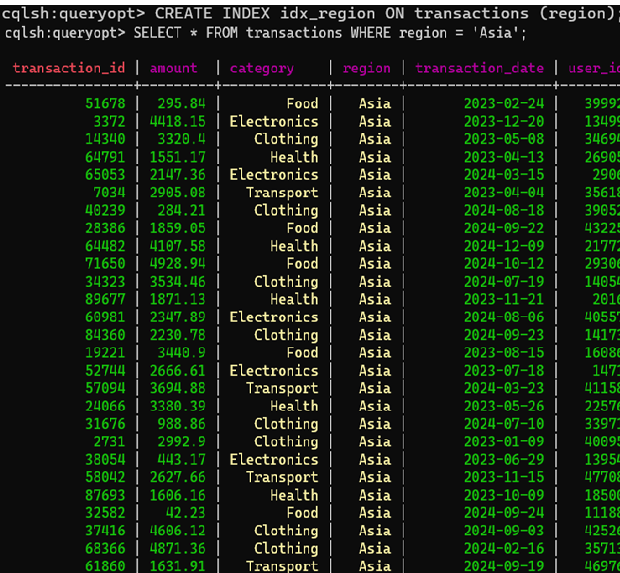 cqlsh:queryopt> CREATE INDEX idx_region ON transactions (region);
cqlsh:queryopt> SELECT * FROM transactions WHERE region = 'Asia';
transaction_id | amount | category | region | transaction_date | user_id
51678 | 295.84 | Food | Asia | 2023-02-24 | 39992
3372 | 4418.15 | Electronics | Asia | 2023-12-20 | 13499
14340 | 3320.4 | Clothing | Asia | 2023-05-08 | 34694
64791 | 1551.17 | Health | Asia | 2023-04-13 | 26905
65053 | 2147.36 | Electronics | Asia | 2024-03-15 | 2906
7034 | 2905.08 | Transport | Asia | 2023-04-04 | 35618
40239 | 284.21 | Clothing | Asia | 2024-08-18 | 39052
28386 | 1859.05 | Food | Asia | 2024-09-22 | 43225
64482 | 4107.58 | Health | Asia | 2024-12-09 | 21772
71650 | 4928.94 | Food | Asia | 2024-10-12 | 29306
34323 | 3534.46 | Clothing | Asia | 2024-07-19 | 14054
89677 | 1871.13 | Health | Asia | 2023-11-21 | 2016
60981 | 2347.89 | Electronics | Asia | 2024-08-06 | 40557
84360 | 2230.78 | Clothing | Asia | 2024-09-23 | 14173
19221 | 3440.9 | Food | Asia | 2023-08-15 | 16086
52744 | 2666.61 | Electronics | Asia | 2023-07-18 | 1471
57094 | 3694.88 | Transport | Asia | 2024-03-23 | 41158
24066 | 3380.39 | Health | Asia | 2023-05-26 | 22576
31676 | 988.86 | Clothing | Asia | 2024-07-10 | 33971
2731 | 2992.9 | Clothing | Asia | 2023-01-09 | 40095
38054 | 443.17 | Electronics | Asia | 2023-06-29 | 13954
58042 | 2627.66 | Transport | Asia | 2023-11-15 | 47708
87693 | 1606.16 | Health | Asia | 2023-10-09 | 18500
32582 | 42.23 | Food | Asia | 2024-09-24 | 11188
37416 | 4606.12 | Clothing | Asia | 2024-09-03 | 42526
68366 | 4871.36 | Clothing | Asia | 2024-02-16 | 35713
61860 | 1631.91 | Transport | Asia | 2024-09-19 | 46976